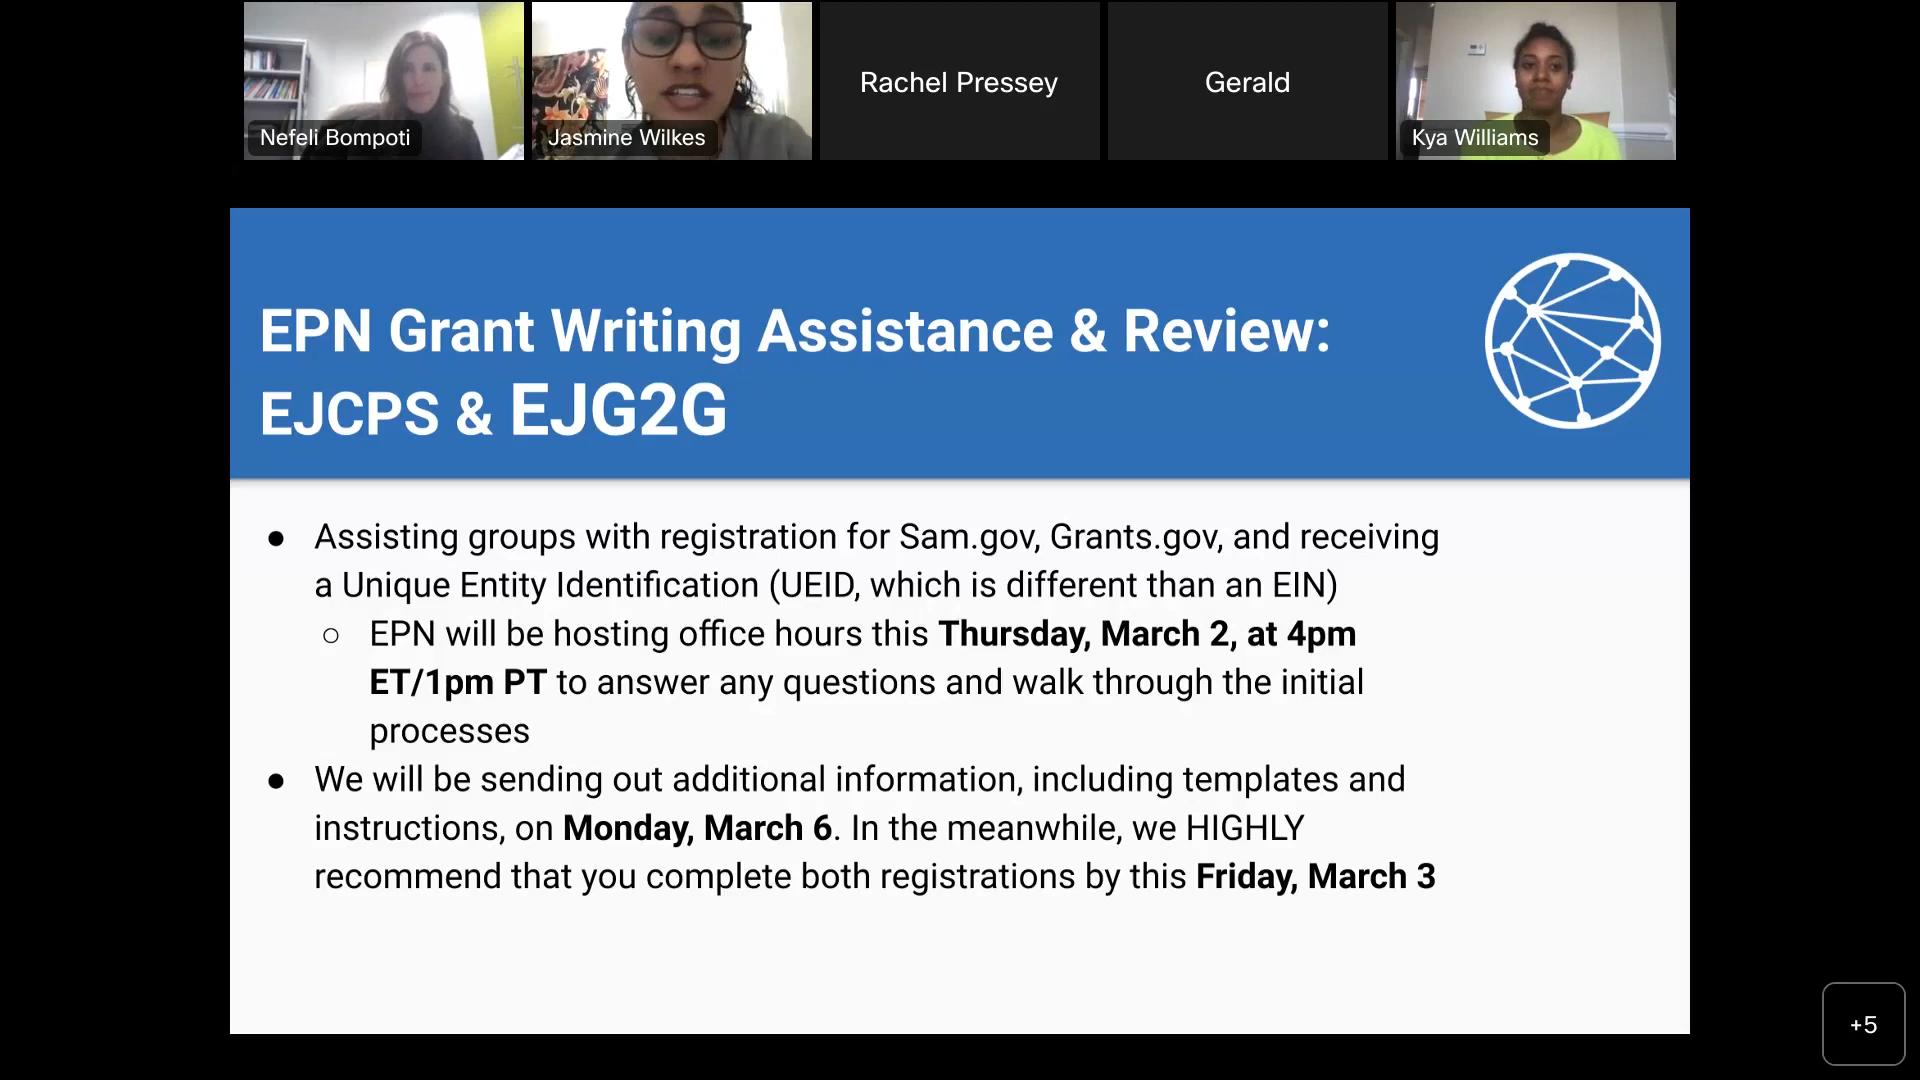 Nefeli Bompoti
Jasmine Wilkes
Rachel Pressey
Gerald
Kya Williams
EPN Grant Writing Assistance & Review:
EJCPS & EJG2G
● Assisting groups with registration for Sam.gov, Grants.gov, and receiving
a Unique Entity Identification (UEID, which is different than an EIN)
○ EPN will be hosting office hours this Thursday, March 2, at 4pm
ET/1pm PT to answer any questions and walk through the initial
processes
● We will be sending out additional information, including templates and
instructions, on Monday, March 6. In the meanwhile, we HIGHLY
recommend that you complete both registrations by this Friday, March 3
+5